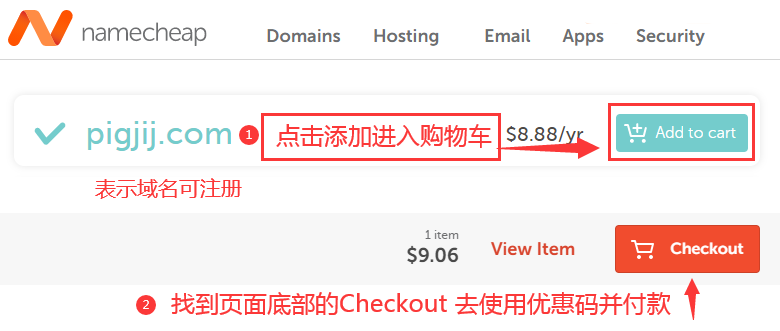 namecheap Domains Hosting Email Apps Security
pigjij.com 1 点击添加进入购物车 $8.88/yr Add to cart
表示域名可注册
1 item
$9.06 View Item Checkout
2 找到页面底部的Checkout 去使用优惠码并付款